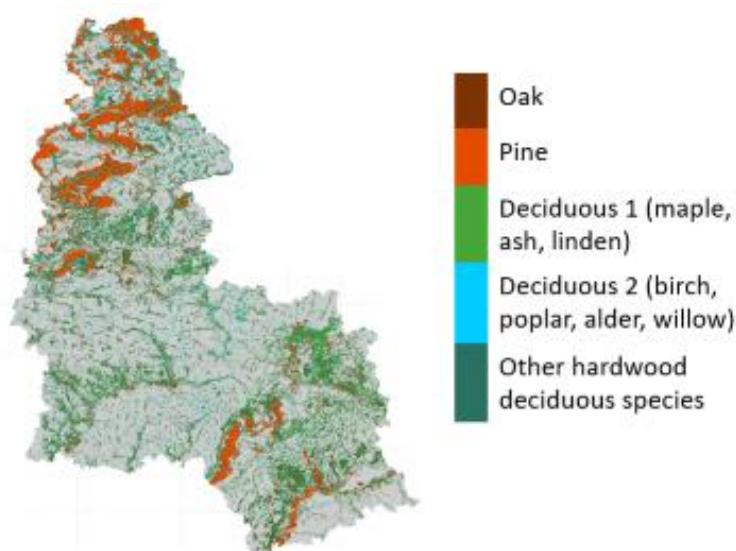 Oak
Pine
Deciduous 1 (maple,
ash, linden)
Deciduous 2 (birch,
poplar, alder, willow)
Other hardwood
deciduous species